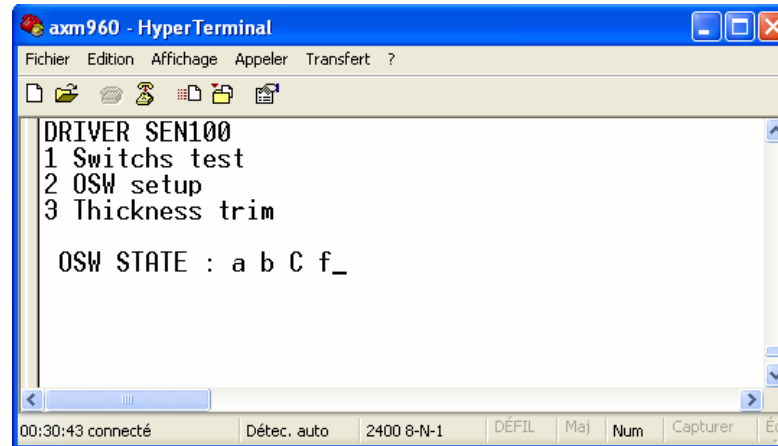 axm960 - HyperTerminal
Fichier Edition Affichage Appeler Transfert ?
DRIVER SEN100
1 Switchs test
2 OSW setup
3 Thickness trim
OSW STATE : a b C f_
00:30:43 connecté Détec. auto 2400 8-N-1 DÉFIL Maj Num Capturer